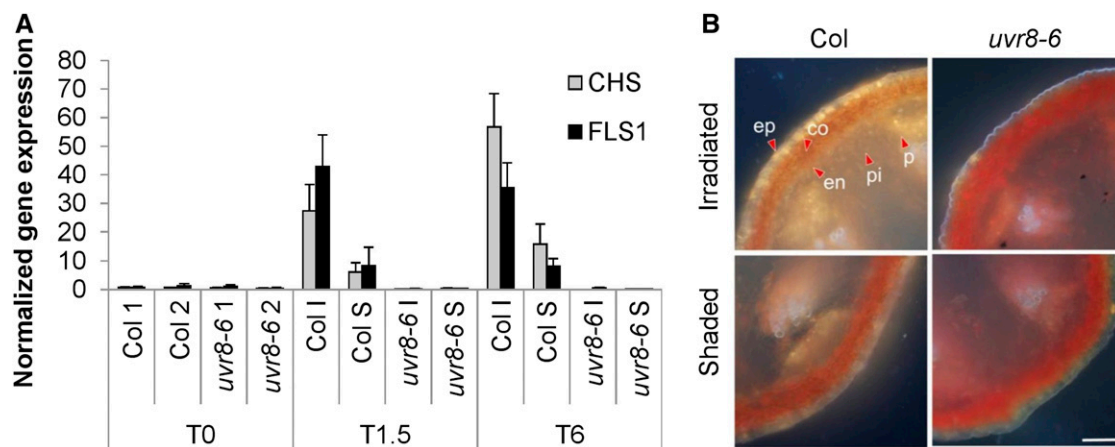 A
Normalized gene expression
80
70
60
50
40
30
20
10
0
CHS
FLS1
Col 1
Col 2
uvr8-6 1
uvr8-6 2
Col I
Col S
uvr8-6 I
uvr8-6 S
Col I
Col S
uvr8-6 I
uvr8-6 S
T0
T1.5
T6
B
Col
uvr8-6
Irradiated
ep
co
en
pi
p
Shaded